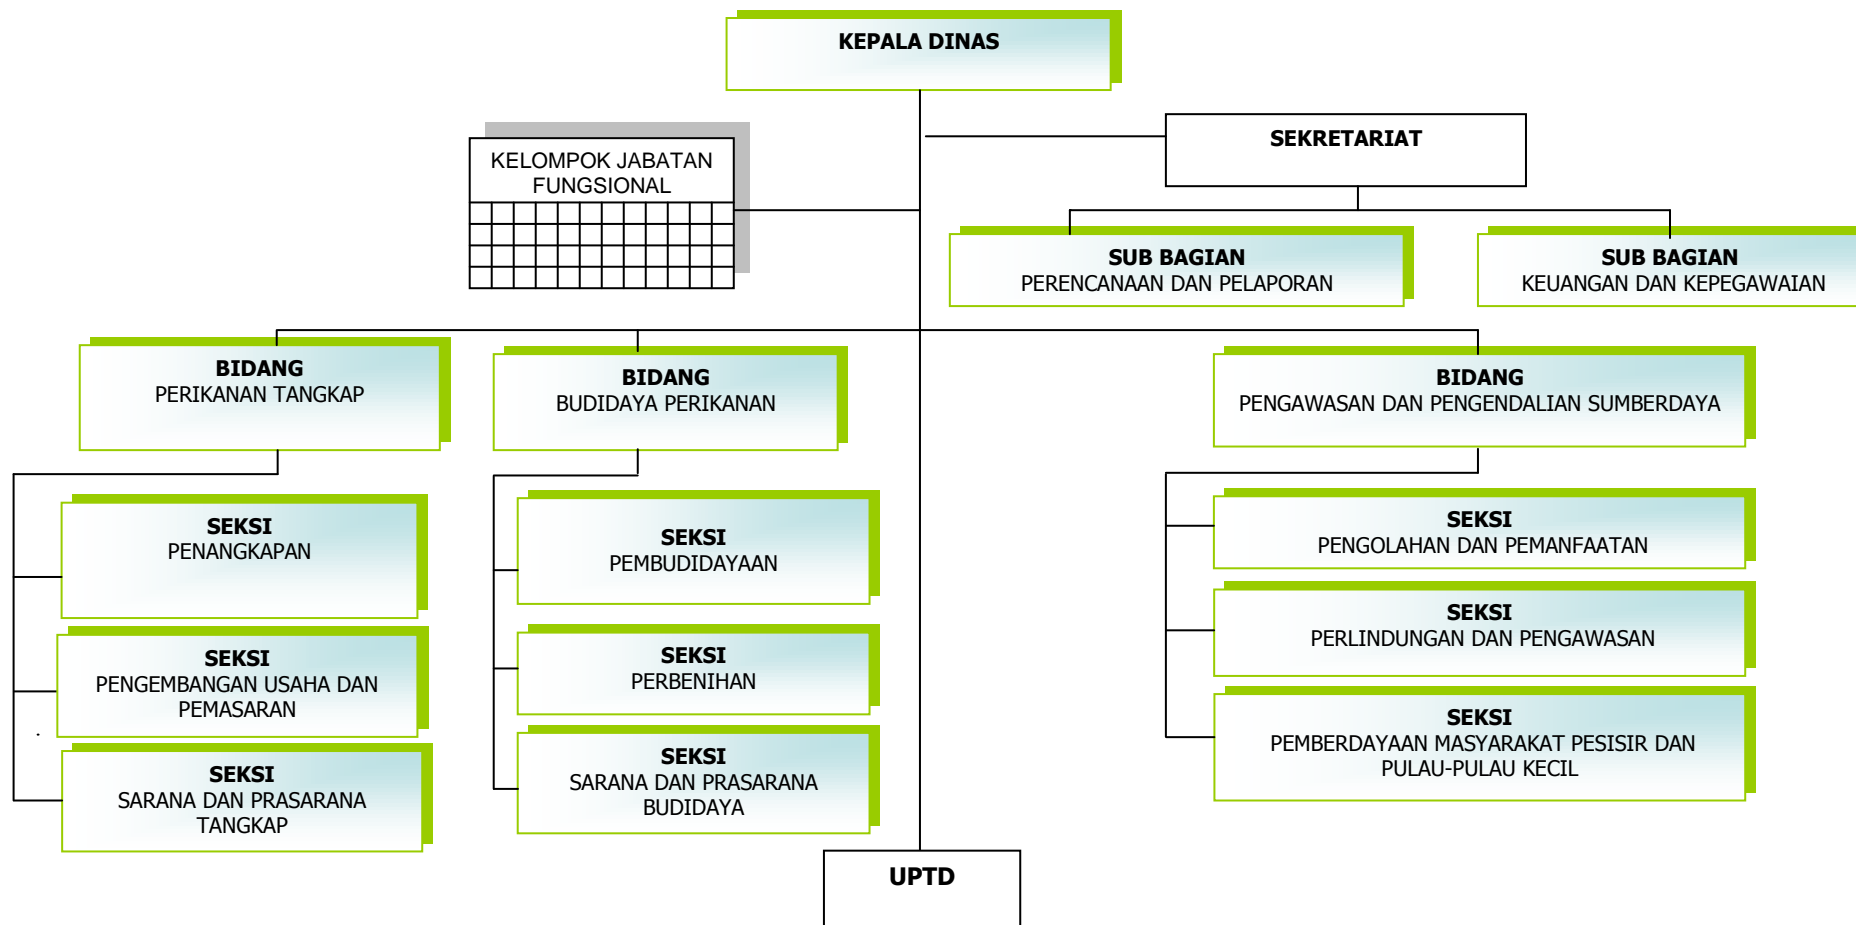 KEPALA DINAS
SEKRETARIAT
KELOMPOK JABATAN
FUNGSIONAL
SUB BAGIAN
PERENCANAAN DAN PELAPORAN
SUB BAGIAN
KEUANGAN DAN KEPEGAWAIAN
BIDANG
PERIKANAN TANGKAP
BIDANG
BUDIDAYA PERIKANAN
BIDANG
PENGAWASAN DAN PENGENDALIAN SUMBERDAYA
SEKSI
PENANGKAPAN
SEKSI
PENGEMBANGAN USAHA DAN
PEMASARAN
.
SEKSI
SARANA DAN PRASARANA
TANGKAP
SEKSI
PEMBUDIDAYAAN
SEKSI
PERBENIHAN
SEKSI
SARANA DAN PRASARANA
BUDIDAYA
SEKSI
PENGOLAHAN DAN PEMANFAATAN
SEKSI
PERLINDUNGAN DAN PENGAWASAN
SEKSI
PEMBERDAYAAN MASYARAKAT PESISIR DAN
PULAU-PULAU KECIL
UPTD